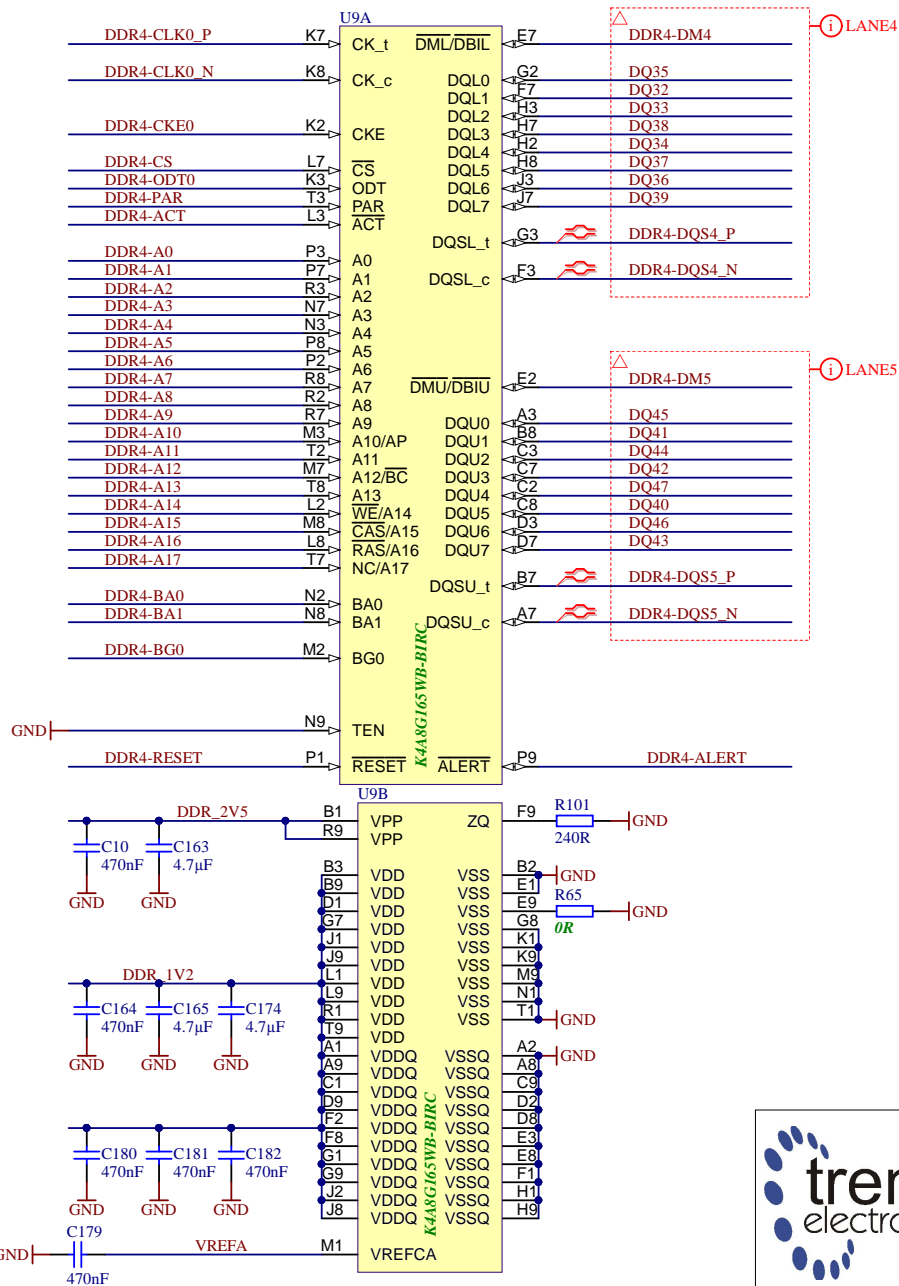 U9A
DDR4-CLK0_P K7 CK_t DML/DBIL E7 DDR4-DM4 i LANE4
DDR4-CLK0_N K8 CK_c DQL0 G2 DQ35
DQL1 F7 DQ32
DQL2 H3 DQ33
DDR4-CKE0 K2 CKE DQL3 H7 DQ38
DQL4 H2 DQ34
DDR4-CS L7 CS DQL5 H8 DQ37
DDR4-ODT0 K3 ODT DQL6 J3 DQ36
DDR4-PAR T3 PAR DQL7 J7 DQ39
DDR4-ACT L3 ACT
DQSL_t G3 DDR4-DQS4_P
DDR4-A0 P3 A0
DDR4-A1 P7 A1 DQSL_c F3 DDR4-DQS4_N
DDR4-A2 R3 A2
DDR4-A3 N7 A3
DDR4-A4 N3 A4
DDR4-A5 P8 A5
DDR4-A6 P2 A6 i LANE5
DDR4-A7 R8 A7 DMU/DBIU E2 DDR4-DM5
DDR4-A8 R2 A8
DDR4-A9 R7 A9 DQU0 A3 DQ45
DDR4-A10 M3 A10/AP DQU1 B8 DQ41
DDR4-A11 T2 A11 DQU2 C3 DQ44
DDR4-A12 M7 A12/BC DQU3 C7 DQ42
DDR4-A13 T8 A13 DQU4 C2 DQ47
DDR4-A14 L2 WE/A14 DQU5 C8 DQ40
DDR4-A15 M8 CAS/A15 DQU6 D3 DQ46
DDR4-A16 L8 RAS/A16 DQU7 D7 DQ43
DDR4-A17 T7 NC/A17
DQSU_t B7 DDR4-DQS5_P
DDR4-BA0 N2 BA0
DDR4-BA1 N8 BA1 DQSU_c A7 DDR4-DQS5_N
DDR4-BG0 M2 BG0
K4A8G165WB-BIRC
GND N9 TEN
DDR4-RESET P1 RESET ALERT P9 DDR4-ALERT
U9B
DDR_2V5 B1 VPP ZQ F9 R101 GND
R9 VPP 240R
C10 C163
470nF 4.7µF
GND GND
B3 VDD VSS B2 GND
B9 VDD VSS E1
D1 VDD VSS E9 R65 GND
0R
G7 VDD VSS G8
J1 VDD VSS K1
J9 VDD VSS K9
DDR_1V2 L1 VDD VSS M9
L9 VDD VSS N1
R1 VDD VSS T1 GND
T9 VDD
C164 C165 C174
470nF 4.7µF 4.7µF
GND GND GND
A1 VDDQ VSSQ A2 GND
A9 VDDQ VSSQ A8
C1 VDDQ VSSQ C9
D9 VDDQ VSSQ D2
F2 VDDQ VSSQ D8
F8 VDDQ VSSQ E3
G1 VDDQ VSSQ E8
G9 VDDQ VSSQ F1
J2 VDDQ VSSQ H1
J8 VDDQ VSSQ H9
K4A8G165WB-BIRC
C180 C181 C182
470nF 470nF 470nF
GND GND GND
C179
GND VREFA M1 VREFCA
470nF